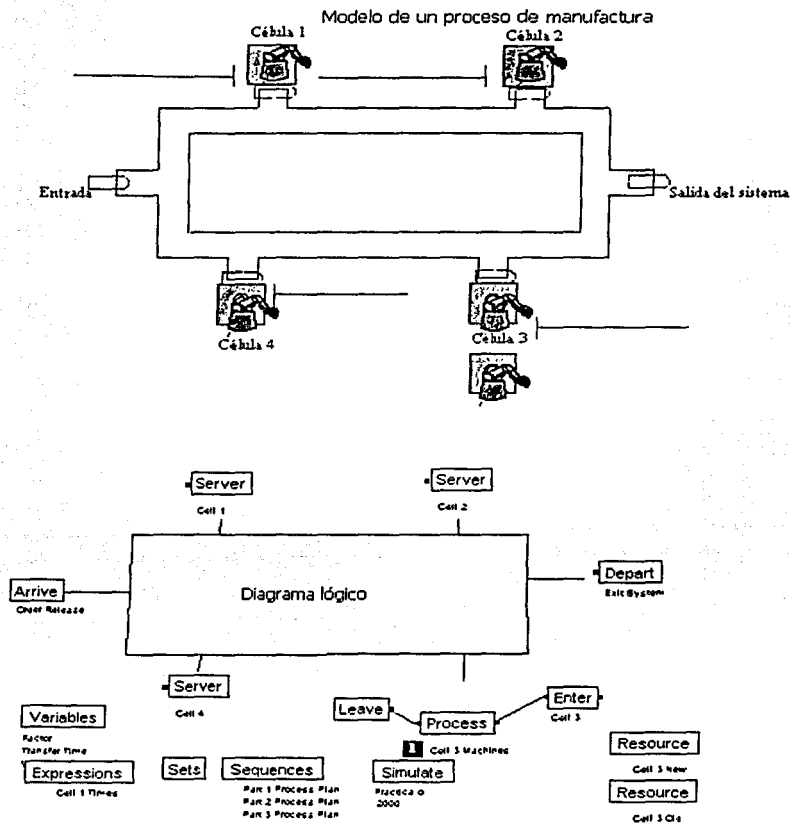 Modelo de un proceso de manufactura
Célula 1
Célula 2
Entrada
Salida del sistema
Célula 4
Célula 3
Server
Cell 1
Server
Cell 2
Arrive
Order Release
Diagrama lógico
Depart
Exit System
Server
Cell 4
Leave
Process
1
Cell 3 Machines
Enter
Cell 3
Variables
Factor
Transfer Time
Expressions
Cell 1 Times
Sets
Sequences
Part 1 Process Plan
Part 2 Process Plan
Part 3 Process Plan
Simulate
Practica
2000
Resource
Cell 3 New
Resource
Cell 3